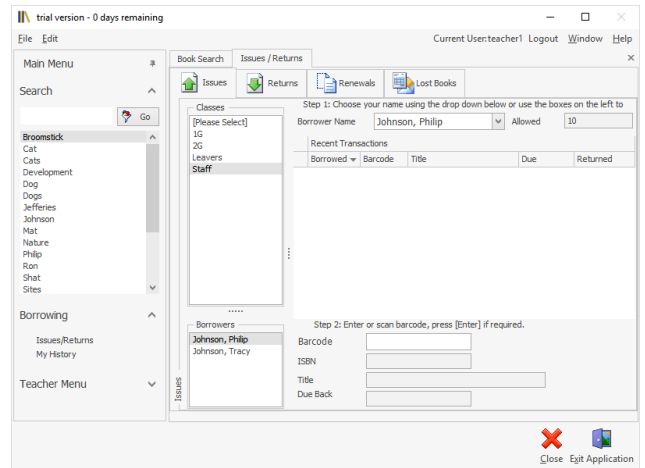 trial version - 0 days remaining
File Edit
Current User:teacher1 Logout Window Help
Main Menu
Search
Go
Broomstick
Cat
Cats
Development
Dog
Dogs
Jefferies
Johnson
Mat
Nature
Philp
Ron
Shat
Sites
Borrowing
Issues/Returns
My History
Teacher Menu
Book Search Issues / Returns
Issues Returns Renewals Lost Books
Classes
[Please Select]
1G
2G
Leavers
Staff
Step 1: Choose your name using the drop down below or use the boxes on the left to
Borrower Name Johnson, Philip Allowed 10
Recent Transactions
Borrowed Barcode Title Due Returned
Borrowers
Johnson, Philip
Johnson, Tracy
Step 2: Enter or scan barcode, press [Enter] if required.
Barcode
ISBN
Title
Due Back
Issues
Close Exit Application